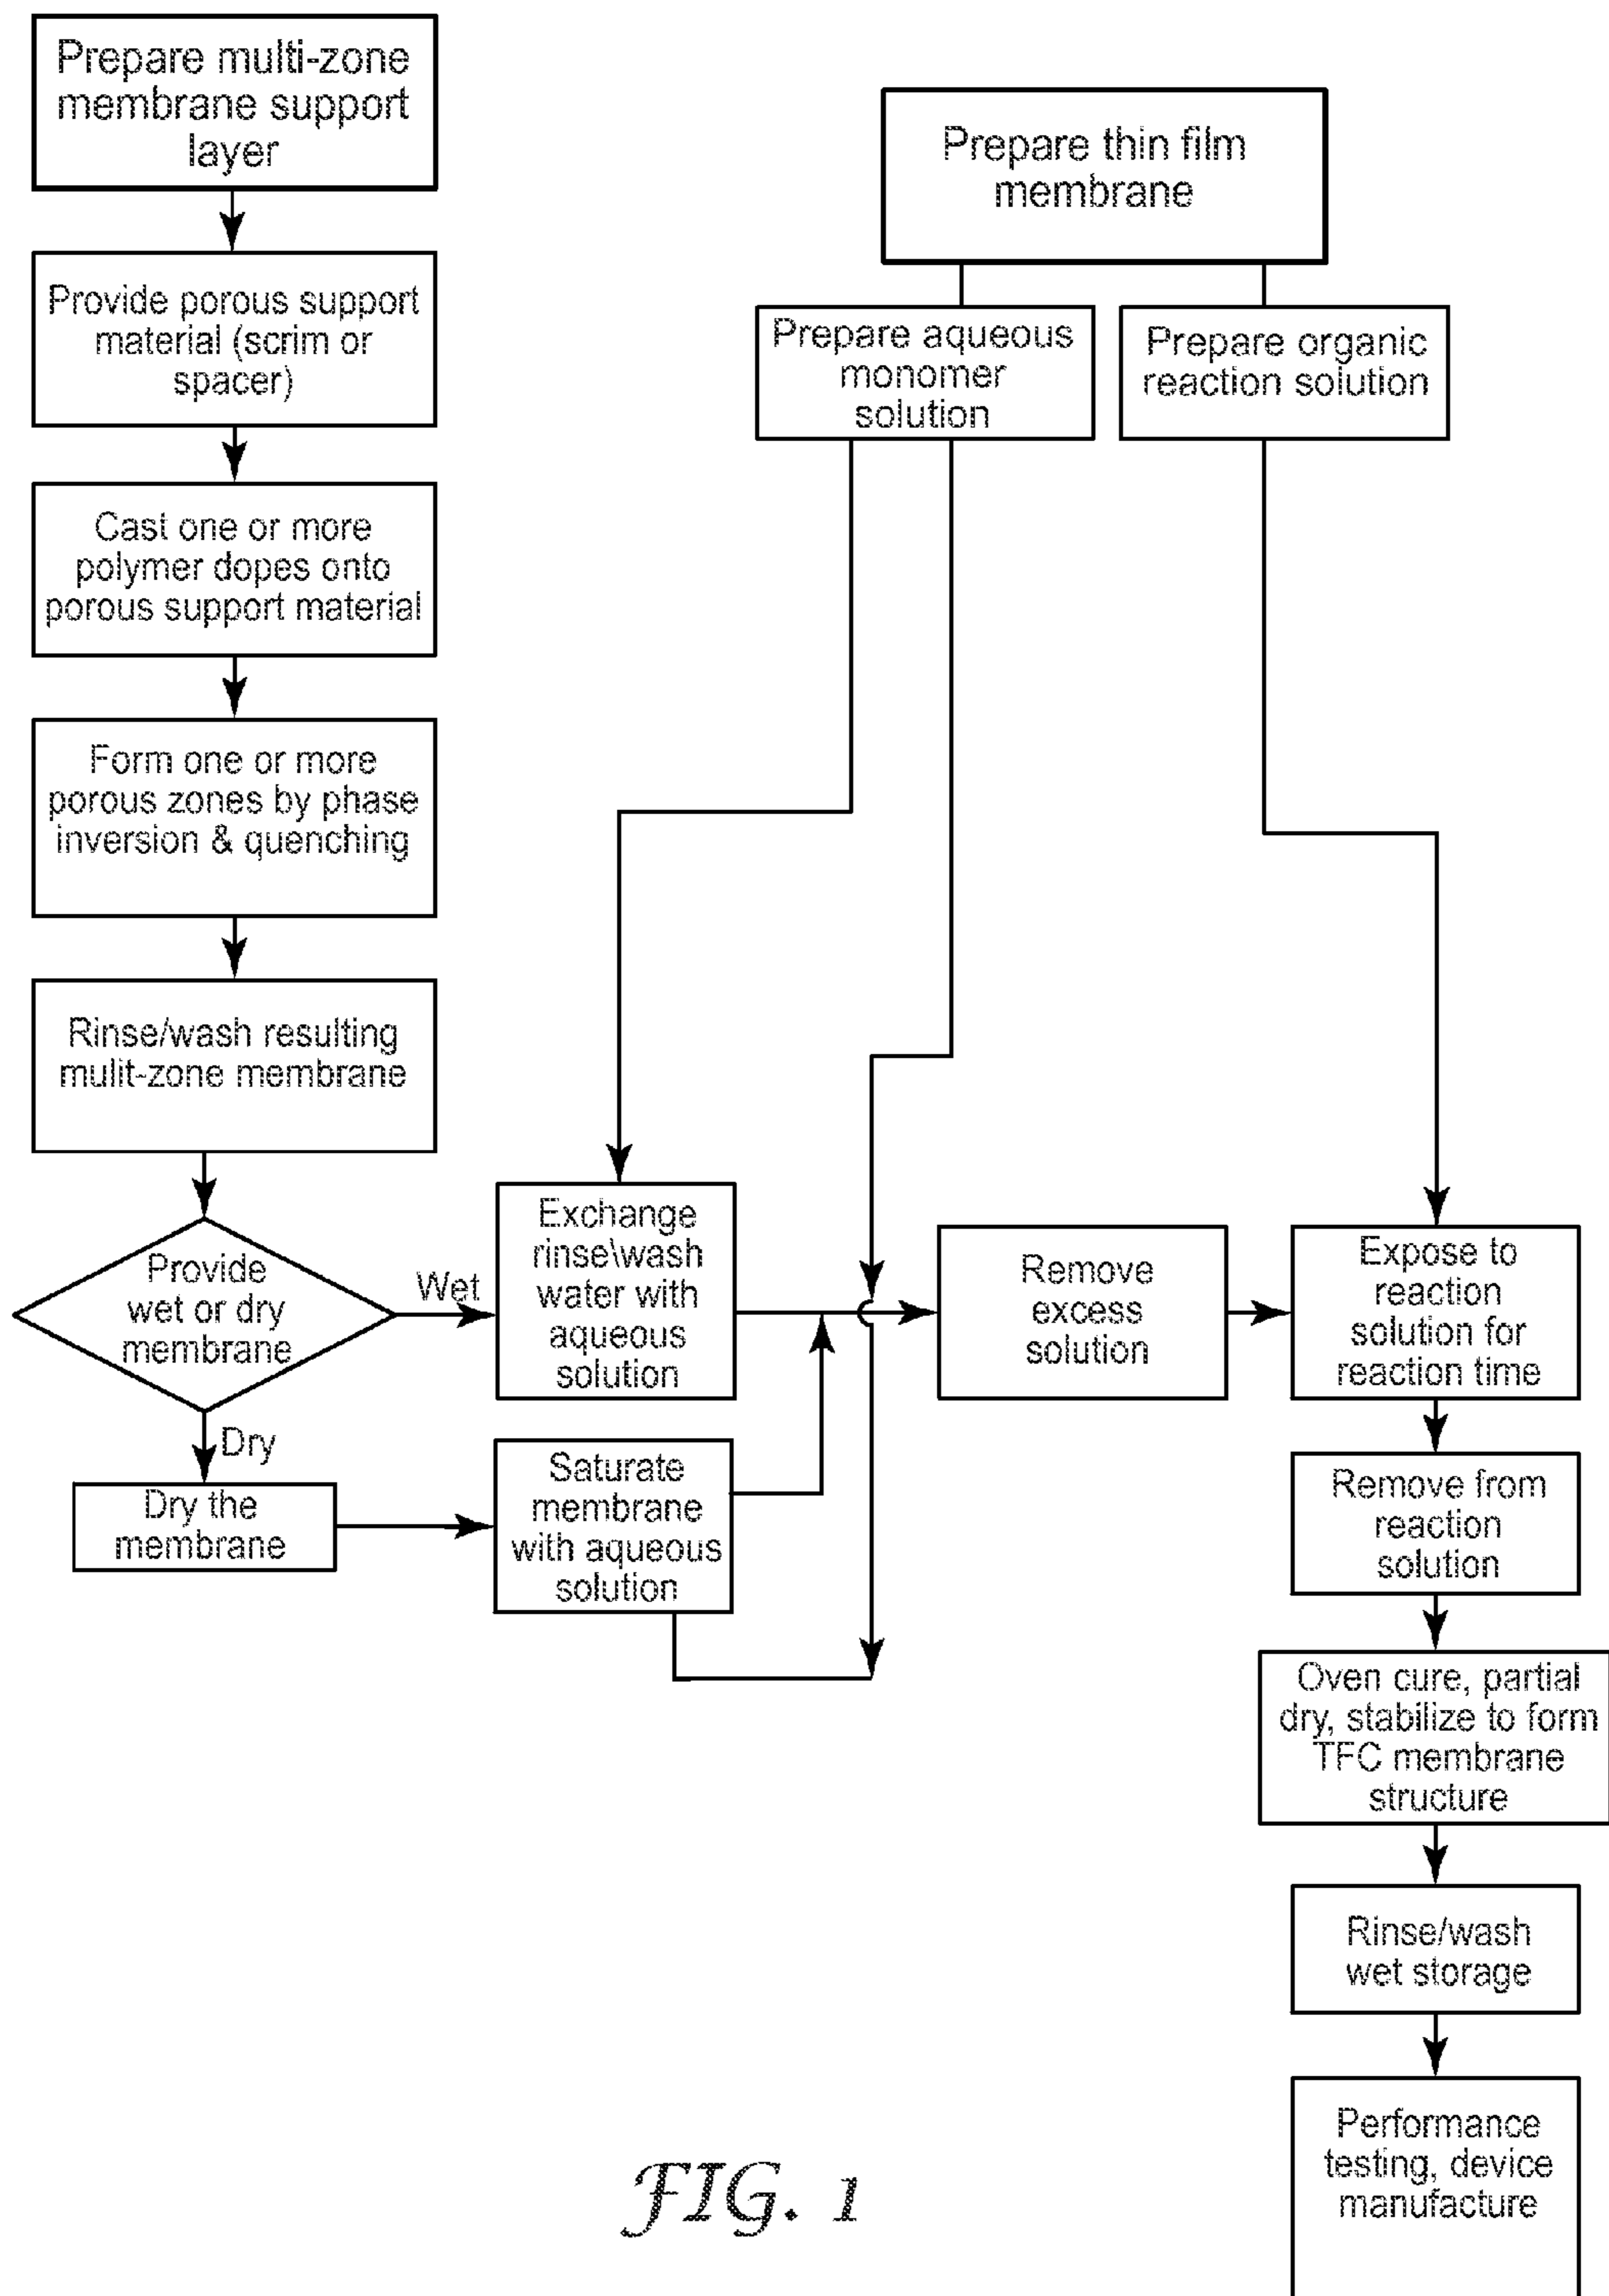 Prepare multi-zone
membrane support
layer
Provide porous support
material (scrim or
spacer)
Cast one or more
polymer dopes onto
porous support material
Form one or more
porous zones by phase
inversion & quenching
Rinse/wash resulting
mulit-zone membrane
Provide
wet or dry
membrane
Wet
Dry
Dry the
membrane
Prepare thin film
membrane
Prepare aqueous
monomer
solution
Prepare organic
reaction solution
Exchange
rinse\wash
water with
aqueous
solution
Saturate
membrane
with aqueous
solution
Remove
excess
solution
Expose to
reaction
solution for
reaction time
Remove from
reaction
solution
Oven cure, partial
dry, stabilize to form
TFC membrane
structure
Rinse/wash
wet storage
Performance
testing, device
manufacture
FIG. 1